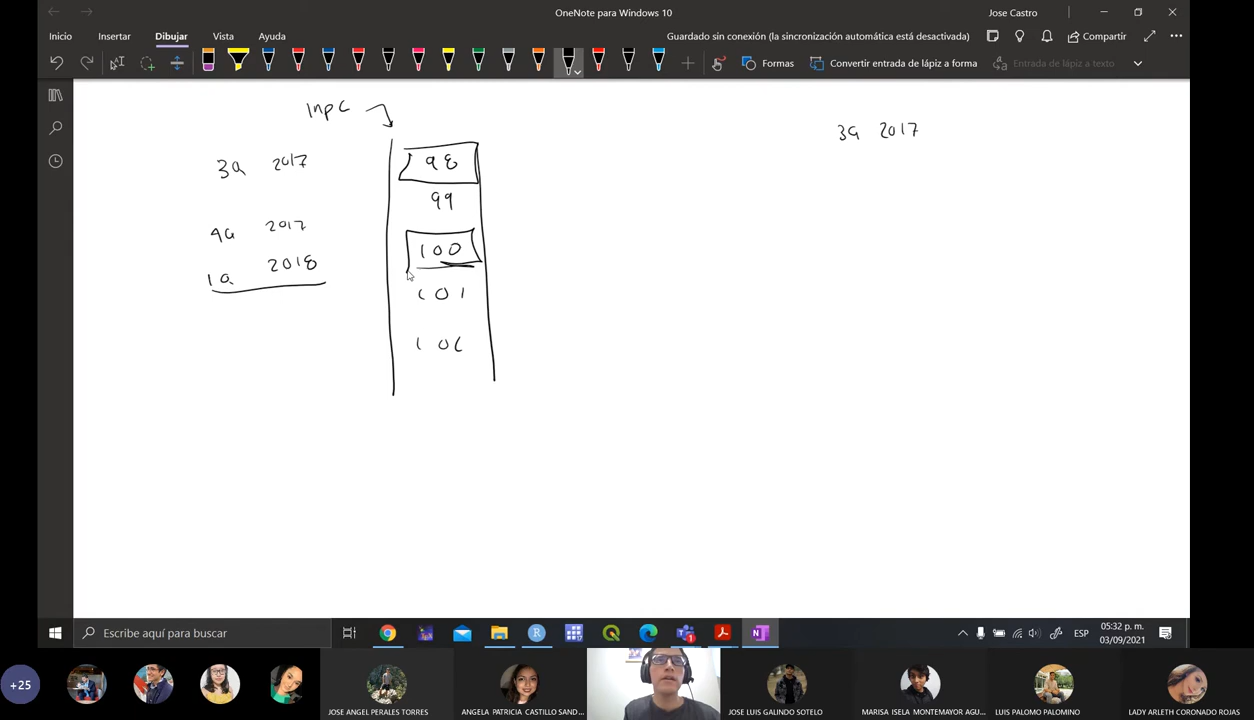 OneNote para Windows 10
Jose Castro
Inicio Insertar Dibujar Vista Ayuda
Guardado sin conexión (la sincronización automática está desactivada)
Compartir
Formas
Convertir entrada de lápiz a forma
Entrada de lápiz a texto
InpC
3a 2017
98
3a 2017
99
4a 2017
100
1a 2018
101
Escribe aquí para buscar
ESP
05:32 p. m.
03/09/2021
+25
JOSE ANGEL PERALES TORRES
ANGELA PATRICIA CASTILLO SAND...
JOSE LUIS GALINDO SOTELO
MARISA ISELA MONTEMAYOR AGU...
LUIS PALOMO PALOMINO
LADY ARLETH CORONADO ROJAS